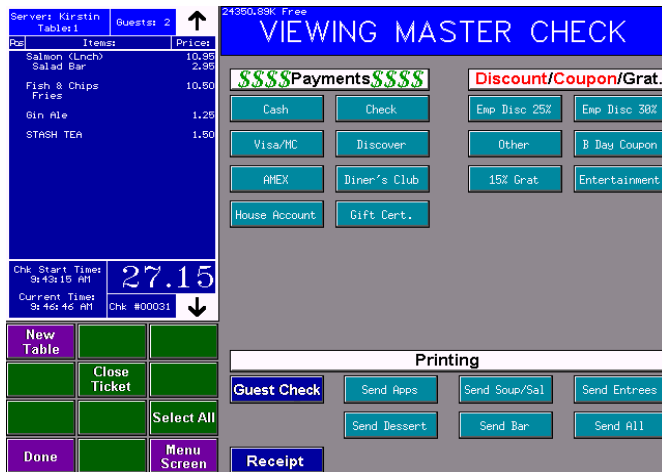 Server: Kirstin
Table:1
Guests: 2
Pos Items: Price:
Salmon (Lnch) 10.95
Salad Bar 2.95
Fish & Chips 10.50
Fries
Gin Ale 1.25
STASH TEA 1.50
Chk Start Time:
9:43:15 AM
27.15
Current Time:
9:46:46 AM
Chk #00031
New Table
Close Ticket
Select All
Done
Menu Screen
24350.89K Free
VIEWING MASTER CHECK
$$$$Payments$$$$
Discount/Coupon/Grat.
Cash Check Emp Disc 25% Emp Disc 30%
Visa/MC Discover Other B Day Coupon
AMEX Diner's Club 15% Grat Entertainment
House Account Gift Cert.
Printing
Guest Check Send Apps Send Soup/Sal Send Entrees
Send Dessert Send Bar Send All
Receipt